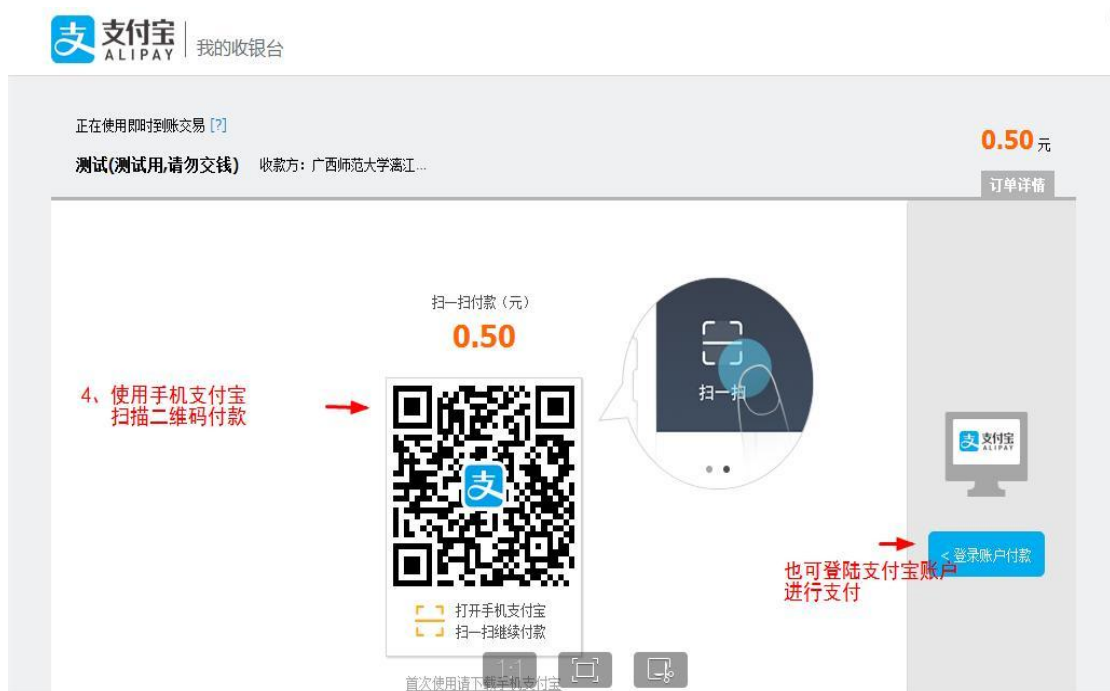 支付宝
ALIPAY
我的收银台
正在使用即时到账交易 [?]
0.50 元
测试(测试用,请勿交钱) 收款方：广西师范大学漓江...
订单详情
扫一扫付款（元）
0.50
扫一扫
4、使用手机支付宝
扫描二维码付款
支付宝
ALIPAY
< 登录账户付款
也可登陆支付宝账户
进行支付
打开手机支付宝
扫一扫继续付款
1:1
首次使用请下载手机支付宝